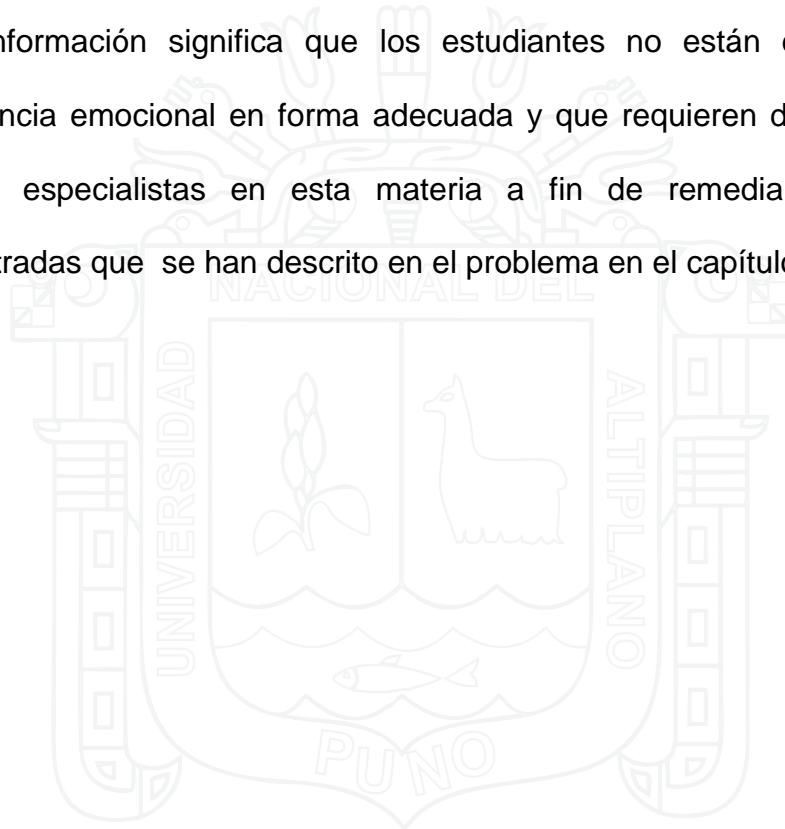 nformación significa que los estudiantes no están
ncia emocional en forma adecuada y que requieren d
especialistas en esta materia a fin de remedia
tradas que se han descrito en el problema en el capítulo
NACIONAL DEL
UNIVERSIDAD
ALTIPLANO
PUNO